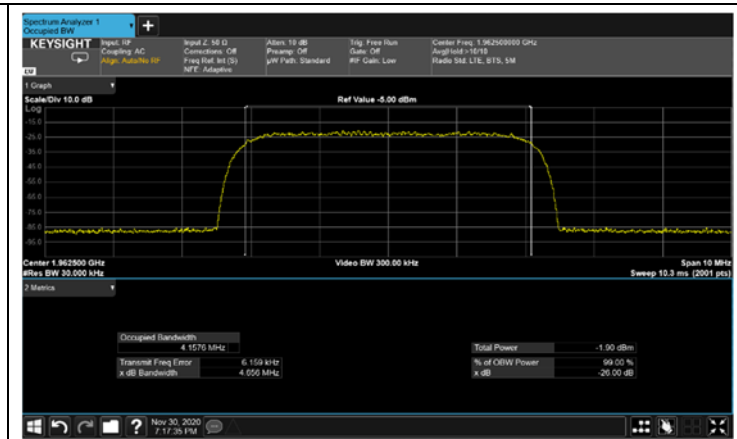 Spectrum Analyzer 1
Occupied BW
+
KEYSIGHT
Input: RF
Coupling: AC
Align: Auto/No RF
Input Z: 50 Ω
Corrections: Off
Freq Ref: Int (S)
NFE: Adaptive
Atten: 10 dB
Preamp: Off
µW Path: Standard
Trig: Free Run
Gate: Off
#IF Gain: Low
Center Freq: 1.962500000 GHz
Avg|Hold:>10/10
Radio Std: LTE, BTS, 5M
1 Graph
Scale/Div 10.0 dB
Ref Value -5.00 dBm
Log
-15.0
-25.0
-35.0
-45.0
-55.0
-65.0
-75.0
-85.0
-95.0
Center 1.962500 GHz
#Res BW 30.000 kHz
Video BW 300.00 kHz
Span 10 MHz
Sweep 10.3 ms (2001 pts)
2 Metrics
Occupied Bandwidth
4.1576 MHz
Transmit Freq Error 6.159 kHz
x dB Bandwidth 4.656 MHz
Total Power -1.90 dBm
% of OBW Power 99.00 %
x dB -26.00 dB
?
Nov 30, 2020
7:17:35 PM